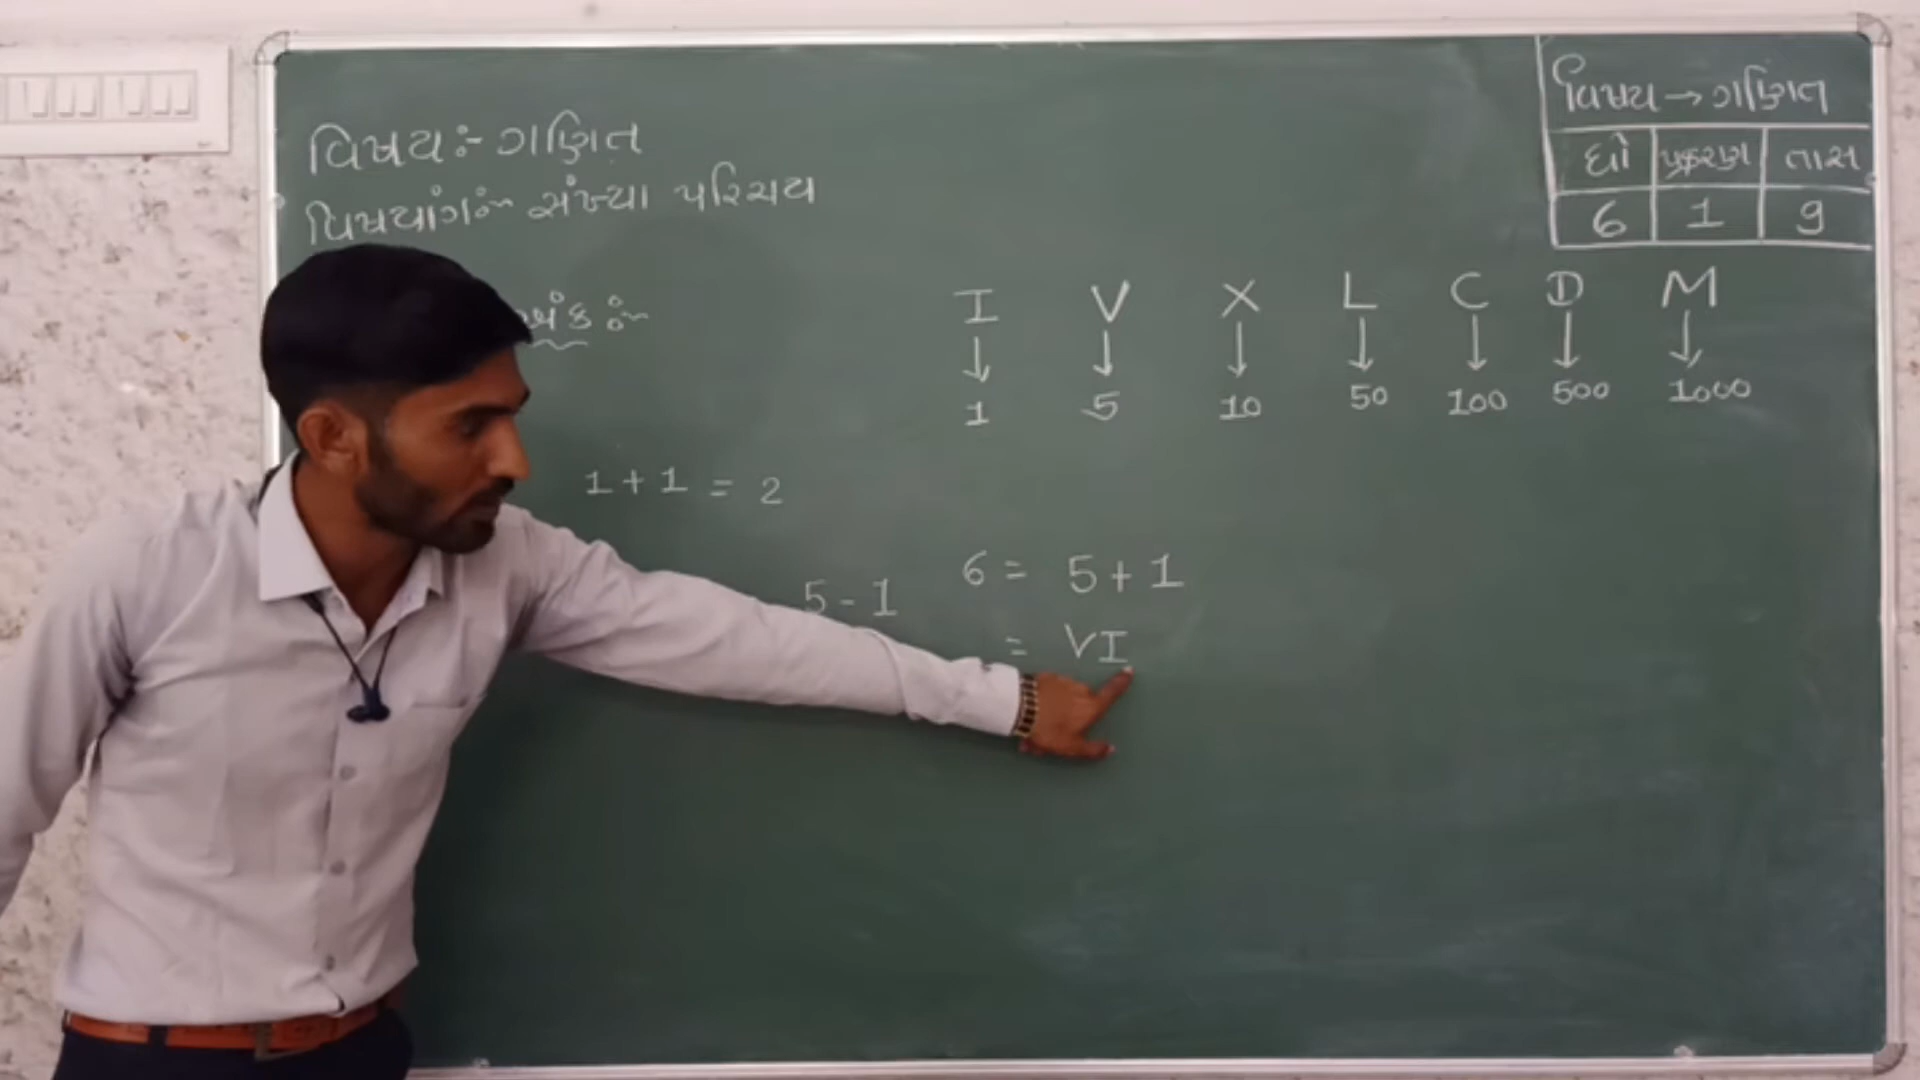 વિષય:- ગણિત
વિષયાંગ:- સંખ્યા પરિચય
વિષય → ગણિત
ધો પ્રકરણ તાસ
6 1 9
I V X L C D M
↓ ↓ ↓ ↓ ↓ ↓ ↓
1 5 10 50 100 500 1000
1 + 1 = 2
5 - 1
6 = 5 + 1
= VI